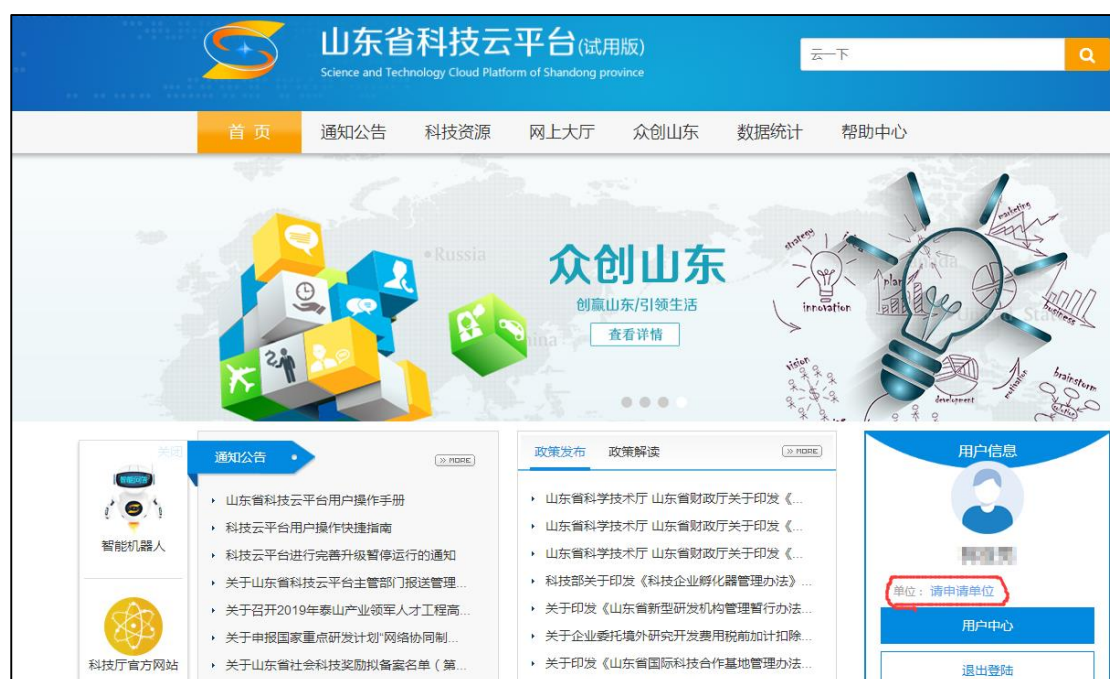 山东省科技云平台(试用版)
Science and Technology Cloud Platform of Shandong province
云一下
首 页 通知公告 科技资源 网上大厅 众创山东 数据统计 帮助中心
Russia
众创山东
创赢山东/引领生活
查看详情
strategy
marketing
innovation
plan
business
vision
brainstorm
development
motivation
关闭
智能问答
智能机器人
科技厅官方网站
通知公告
» MORE
山东省科技云平台用户操作手册
科技云平台用户操作快捷指南
科技云平台进行完善升级暂停运行的通知
关于山东省科技云平台主管部门报送管理...
关于召开2019年泰山产业领军人才工程高...
关于申报国家重点研发计划“网络协同制...
关于山东省社会科技奖励拟备案名单(第...
政策发布 政策解读
» MORE
山东省科学技术厅 山东省财政厅关于印发《...
山东省科学技术厅 山东省财政厅关于印发《...
山东省科学技术厅 山东省财政厅关于印发《...
科技部关于印发《科技企业孵化器管理办法》...
关于印发《山东省新型研发机构管理暂行办法...
关于企业委托境外研究开发费用税前加计扣除...
关于印发《山东省国际科技合作基地管理办法...
用户信息
单位：请申请单位
用户中心
退出登陆